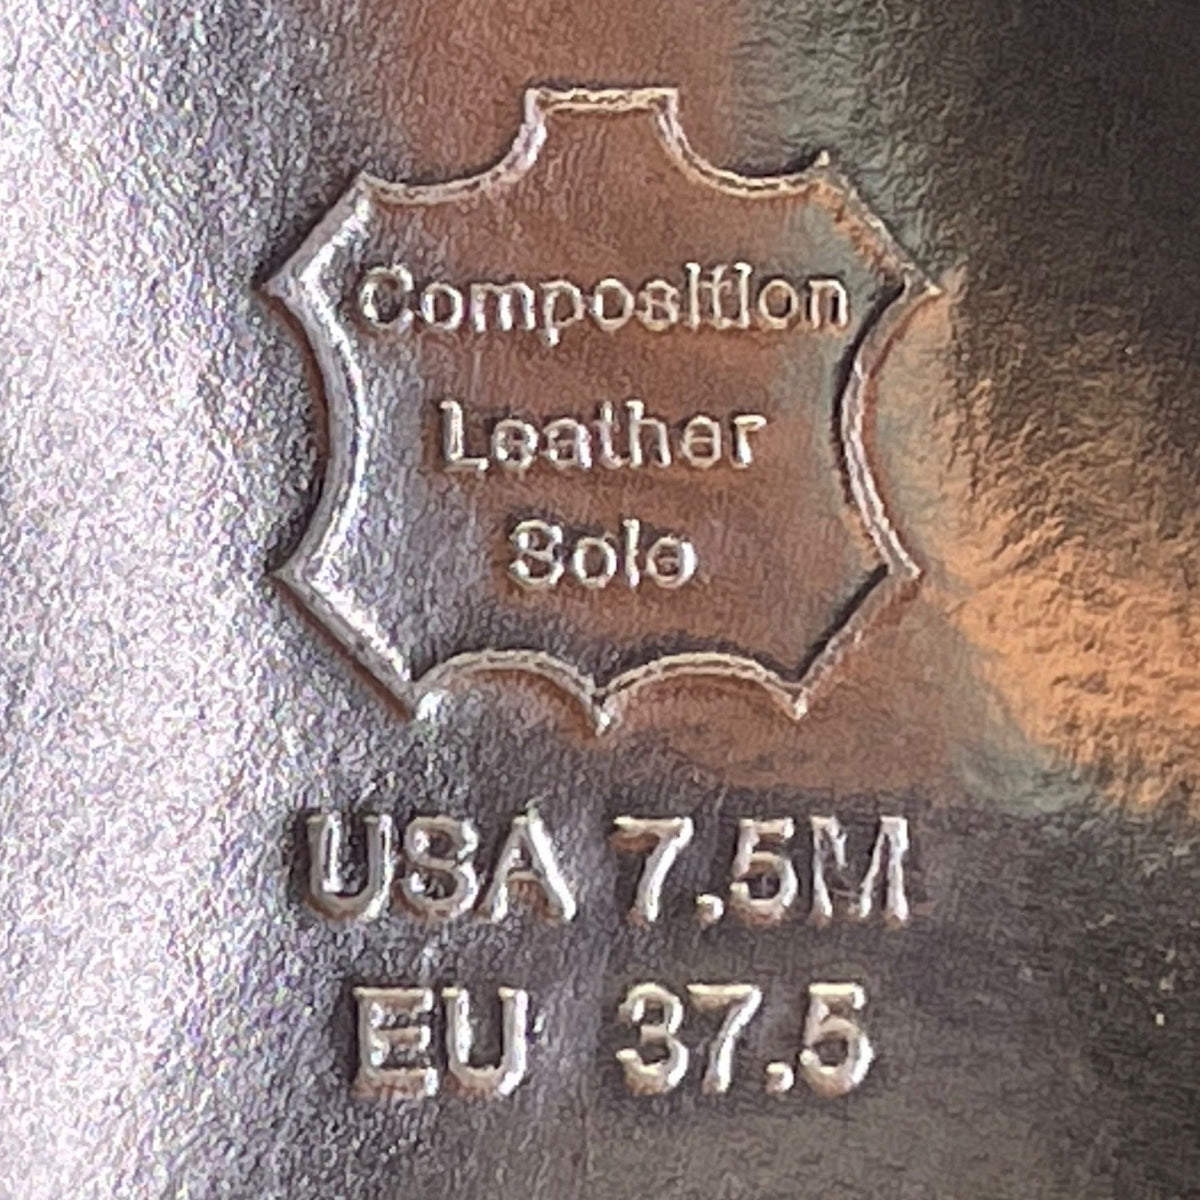 Composition
Leather
Sole
USA 7.5M
EU 37.5